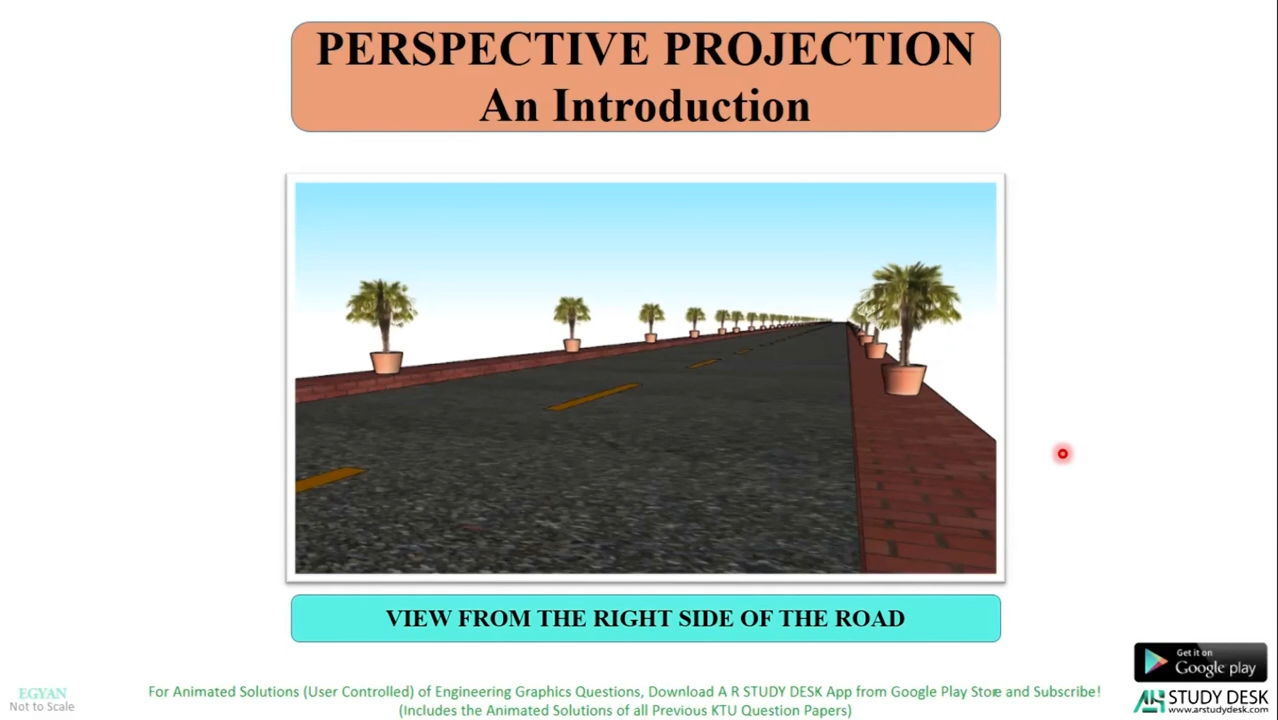 PERSPECTIVE PROJECTION
An Introduction
VIEW FROM THE RIGHT SIDE OF THE ROAD
Get it on
Google play
EGYAN
Not to Scale
For Animated Solutions (User Controlled) of Engineering Graphics Questions, Download A R STUDY DESK App from Google Play Store and Subscribe!
(Includes the Animated Solutions of all Previous KTU Question Papers)
AR STUDY DESK
www.arstudydesk.com